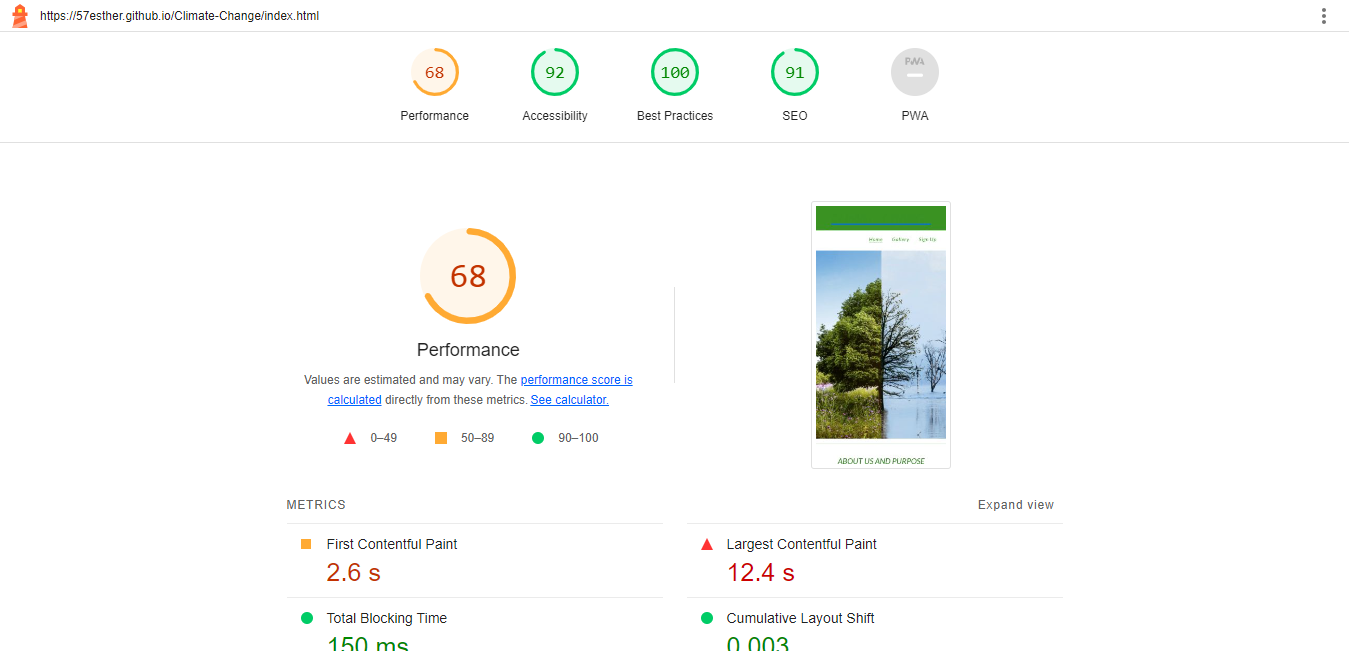 https://57esther.github.io/Climate-Change/index.html
68 92 100 91 PWA
Performance Accessibility Best Practices SEO PWA
68
Performance
Values are estimated and may vary. The performance score is
calculated directly from these metrics. See calculator.
0–49 50–89 90–100
Home Gallery Sign Up
ABOUT US AND PURPOSE
METRICS Expand view
First Contentful Paint
2.6 s
Largest Contentful Paint
12.4 s
Total Blocking Time
150 ms
Cumulative Layout Shift
0.003